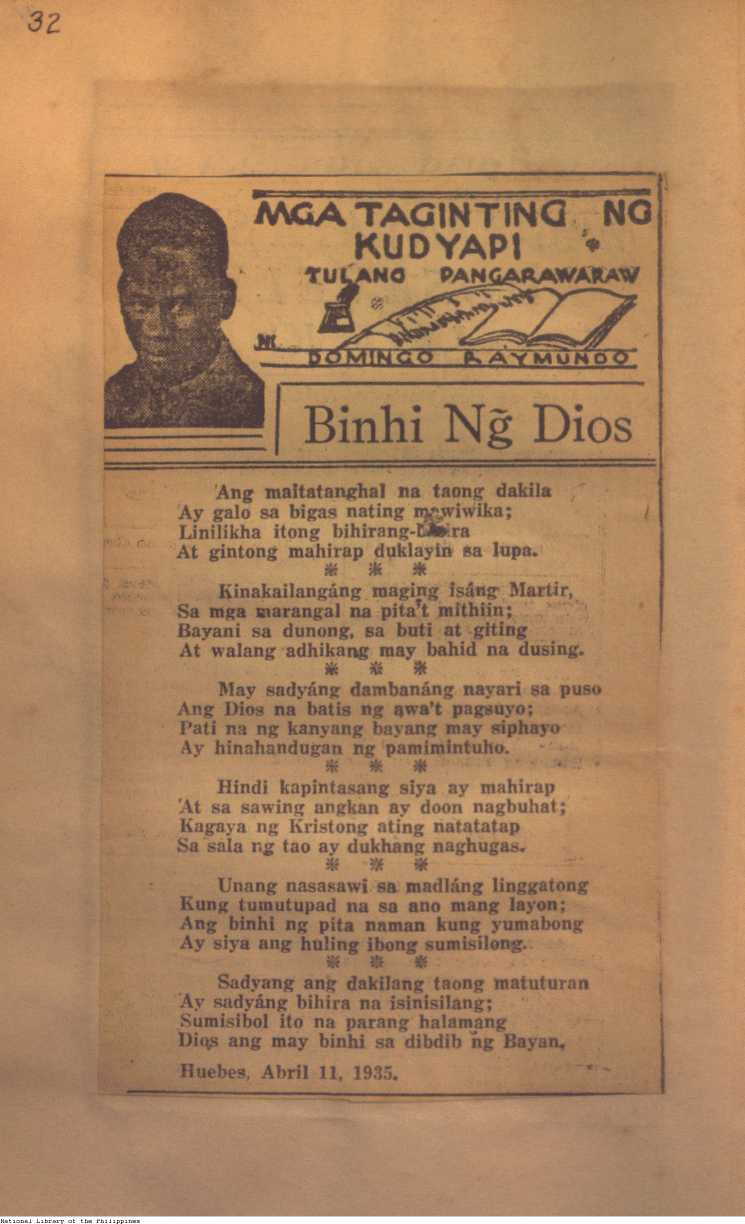 32
MGA TAGINTING NG
KUDYAPI
TULANG PANGARAWARAW
NI
DOMINGO RAYMUNDO
Binhi Ng̃ Dios
Ang maitatanghal na taong dakila
Ay galo sa bigas nating mawiwika;
Linilikha itong bihirang-bihira
At gintong mahirap duklayin sa lupa.
* * *
Kinakailangáng maging isáng Martir,
Sa mga marangal na pita't mithiin;
Bayani sa dunong, sa buti at giting
At walang adhikang may bahid na dusing.
* * *
May sadyáng dambanáng nayari sa puso
Ang Dios na batis ng awa't pagsuyo;
Pati na ng kanyang bayang may siphayo
Ay hinahandugan ng pamimintuho.
* * *
Hindi kapintasang siya ay mahirap
At sa sawing angkan ay doon nagbuhat;
Kagaya ng Kristong ating natatatap
Sa sala ng tao ay dukhang naghugas.
* * *
Unang nasasawi sa madláng linggatong
Kung tumutupad na sa ano mang layon;
Ang binhi ng pita naman kung yumabong
Ay siya ang huling ibong sumisilong.
* * *
Sadyang ang dakilang taong matuturan
Ay sadyáng bihira na isinisilang;
Sumisibol ito na parang halamang
Dios ang may binhi sa dibdib ng Bayan.
Huebes, Abril 11, 1935.
National Library of the Philippines